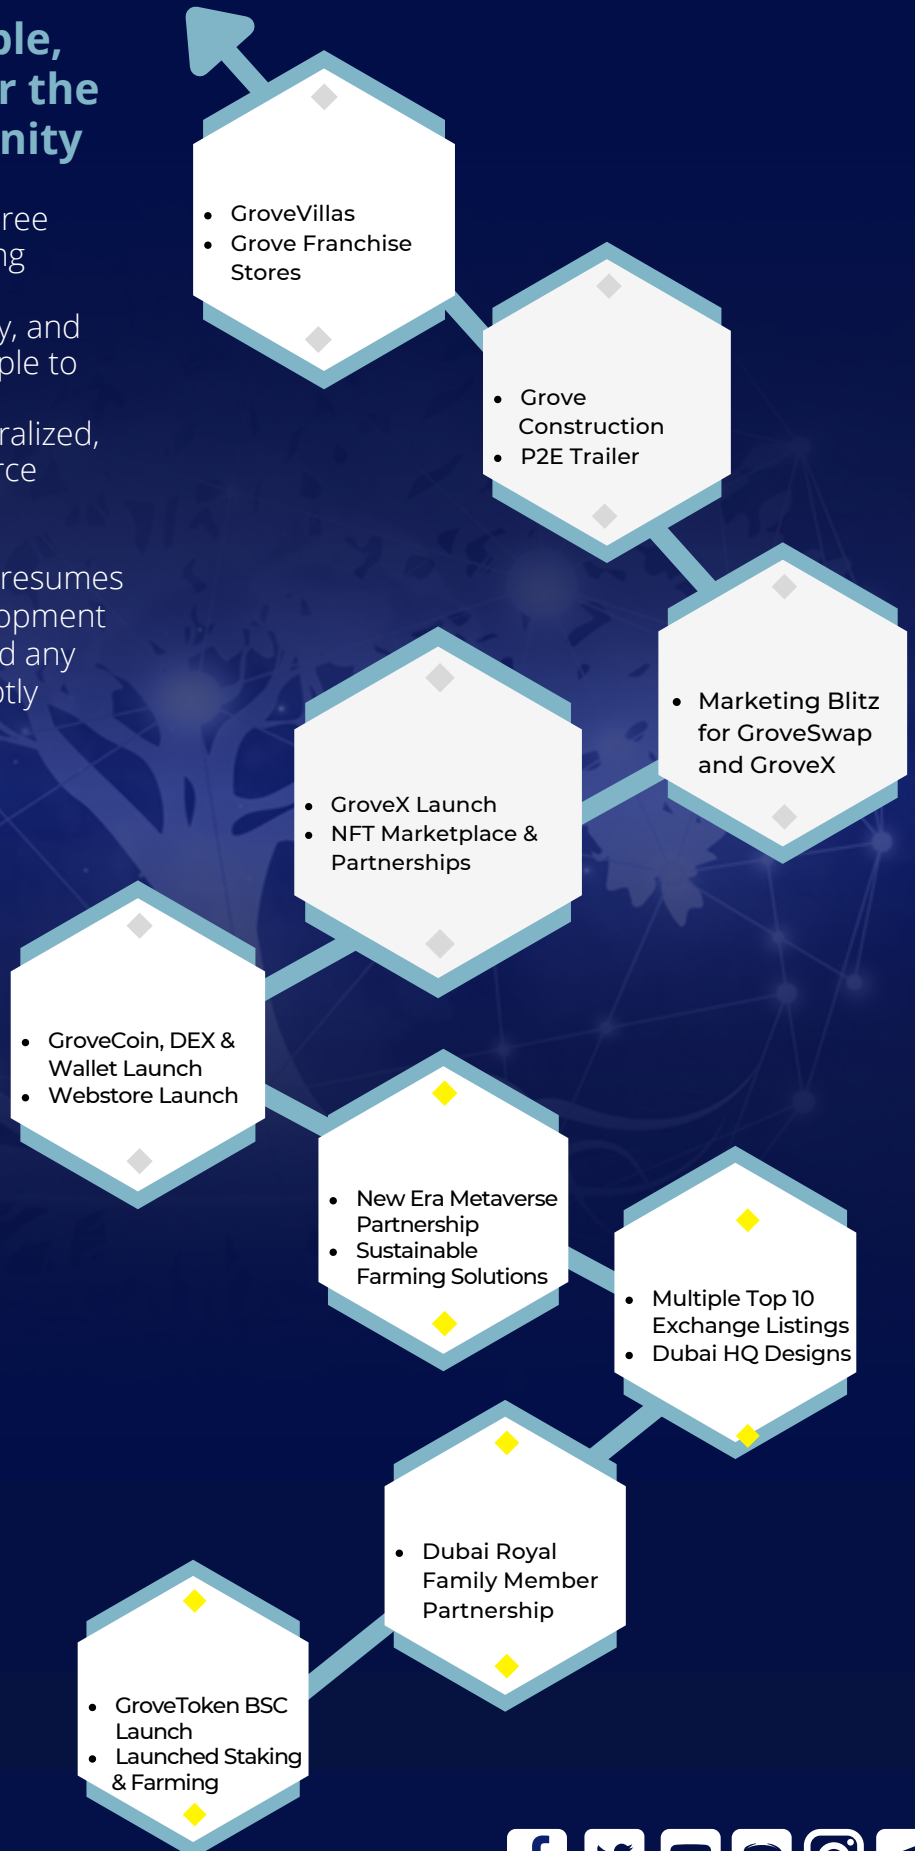 r the
nity
ree
ng
y, and
ple to
ralized,
rce
resumes
opment
d any
ptly
• GroveVillas
• Grove Franchise
Stores
• Grove
Construction
• P2E Trailer
• Marketing Blitz
for GroveSwap
and GroveX
• GroveX Launch
• NFT Marketplace &
Partnerships
• GroveCoin, DEX &
Wallet Launch
• Webstore Launch
• New Era Metaverse
Partnership
• Sustainable
Farming Solutions
• Multiple Top 10
Exchange Listings
• Dubai HQ Designs
• Dubai Royal
Family Member
Partnership
• GroveToken BSC
Launch
• Launched Staking
& Farming